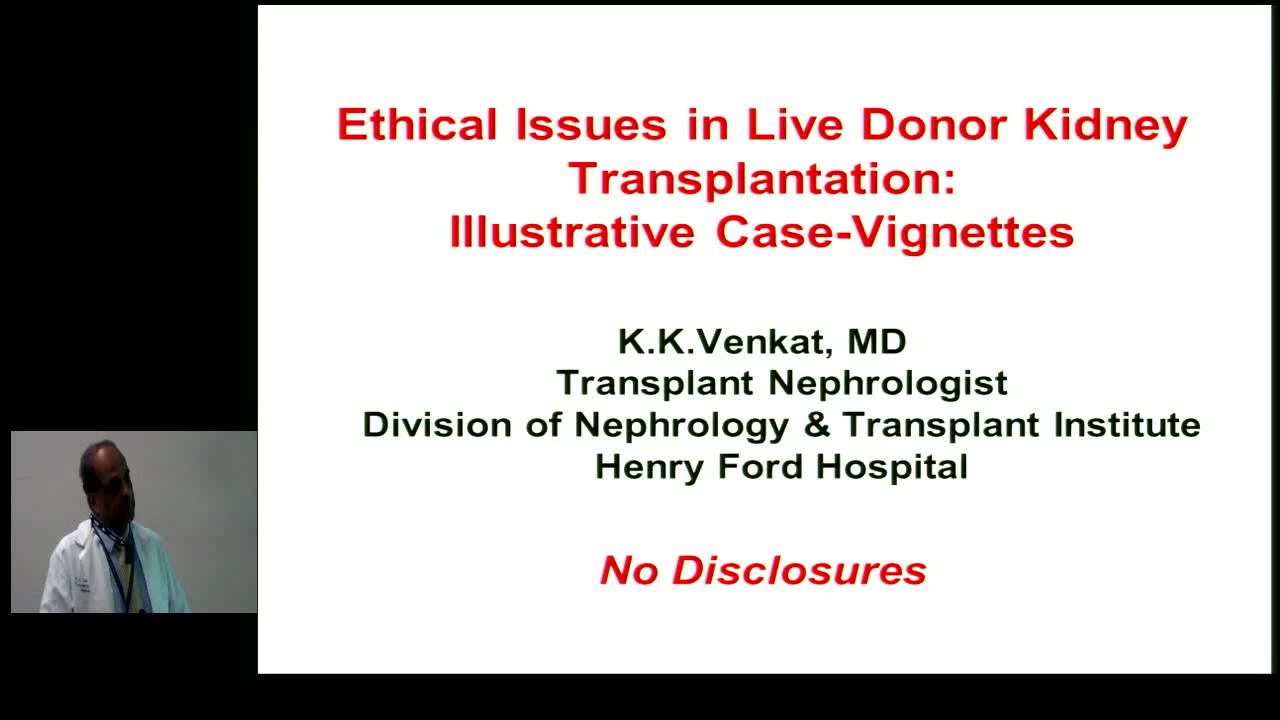 Ethical Issues in Live Donor Kidney
Transplantation:
Illustrative Case-Vignettes
K.K.Venkat, MD
Transplant Nephrologist
Division of Nephrology & Transplant Institute
Henry Ford Hospital
No Disclosures